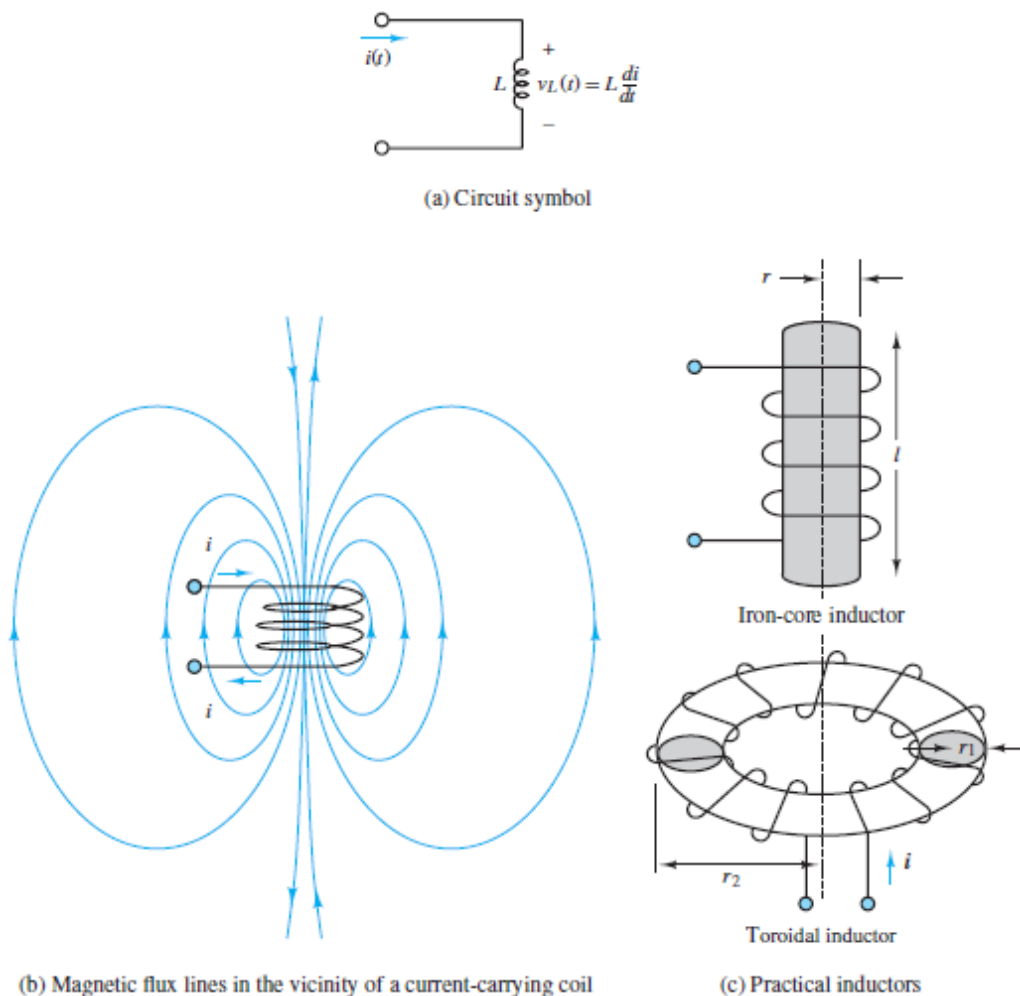 i(t)
+
L
vL(t) = L di/dt
−
(a) Circuit symbol
r
l
i
i
Iron-core inductor
r1
r2
i
Toroidal inductor
(b) Magnetic flux lines in the vicinity of a current-carrying coil
(c) Practical inductors